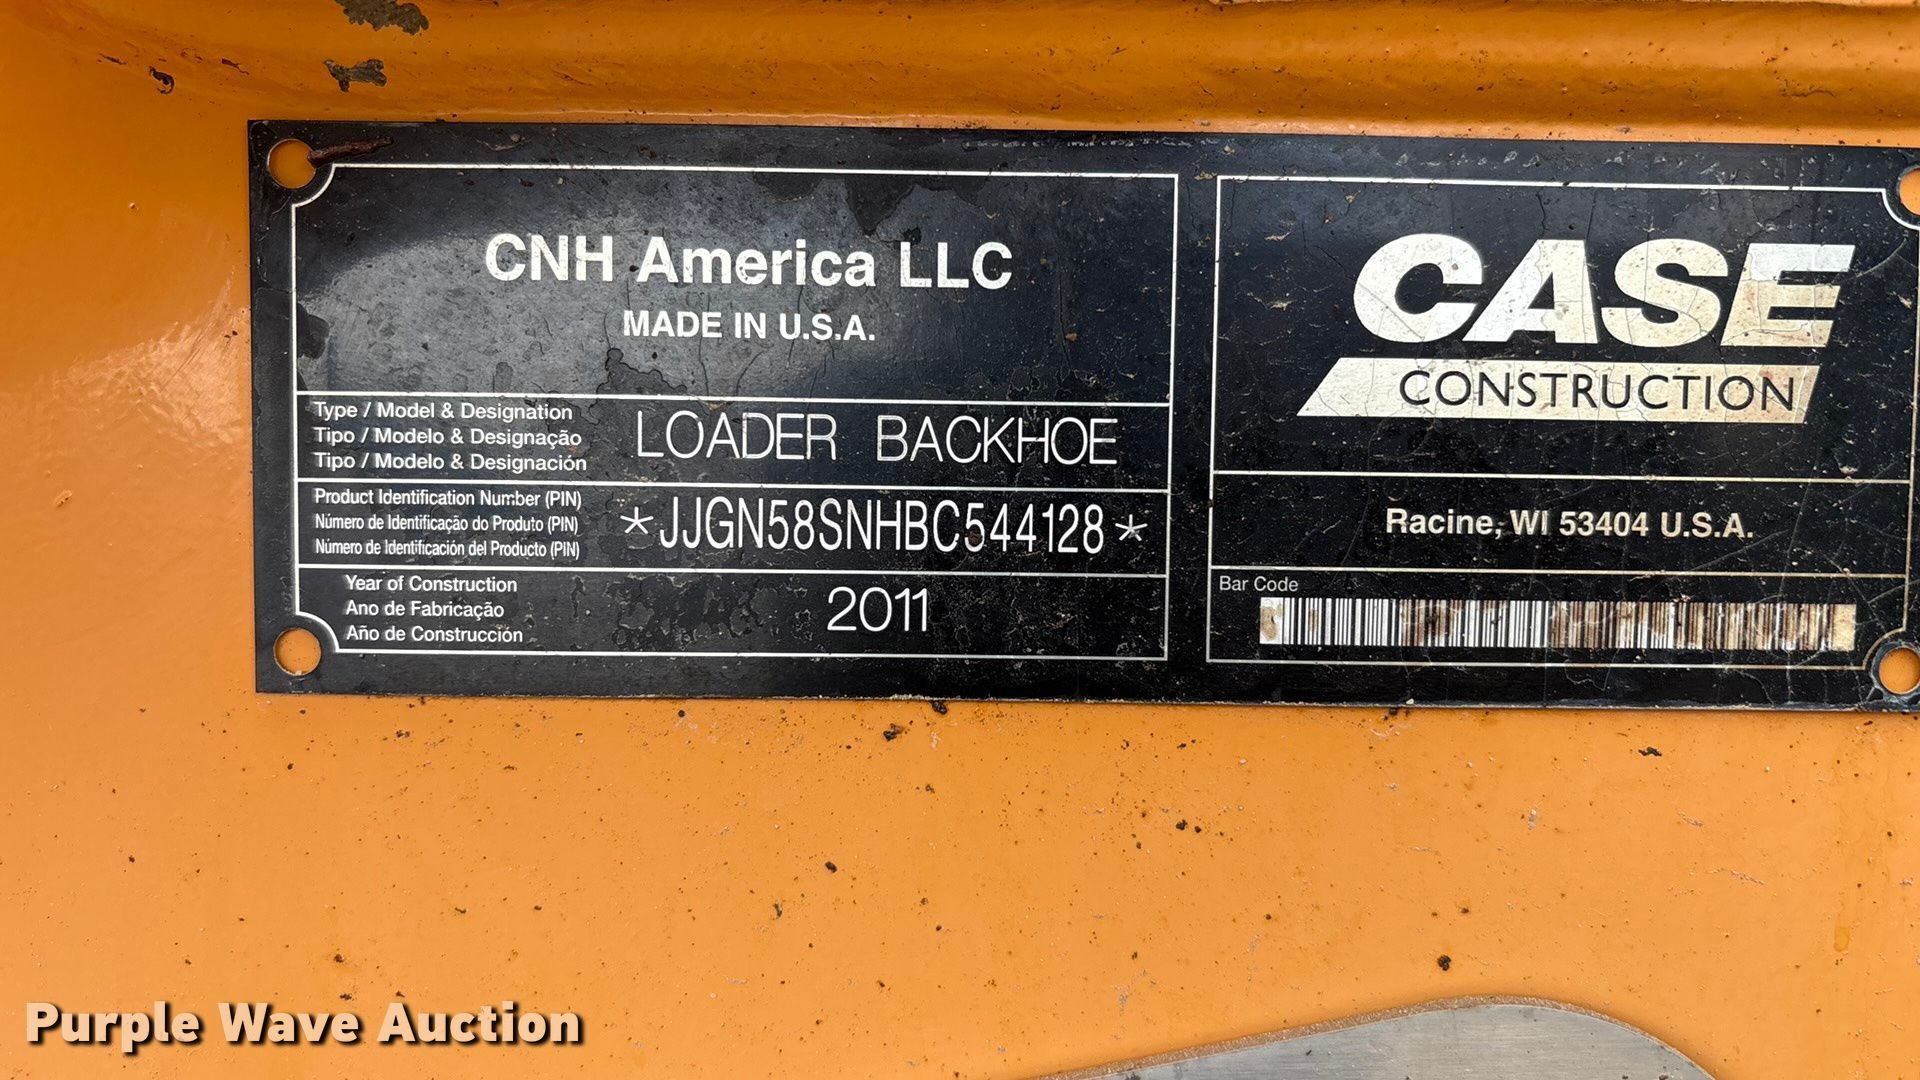 CNH America LLC
MADE IN U.S.A.
Type / Model & Designation
Tipo / Modelo & Designação
Tipo / Modelo & Designación
LOADER BACKHOE
Product Identification Number (PIN)
Número de Identificação do Produto (PIN)
Número de Identificación del Producto (PIN)
*JJGN58SNHBC544128*
Year of Construction
Ano de Fabricação
Año de Construcción
2011
CASE
CONSTRUCTION
Racine, WI 53404 U.S.A.
Bar Code
Purple Wave Auction